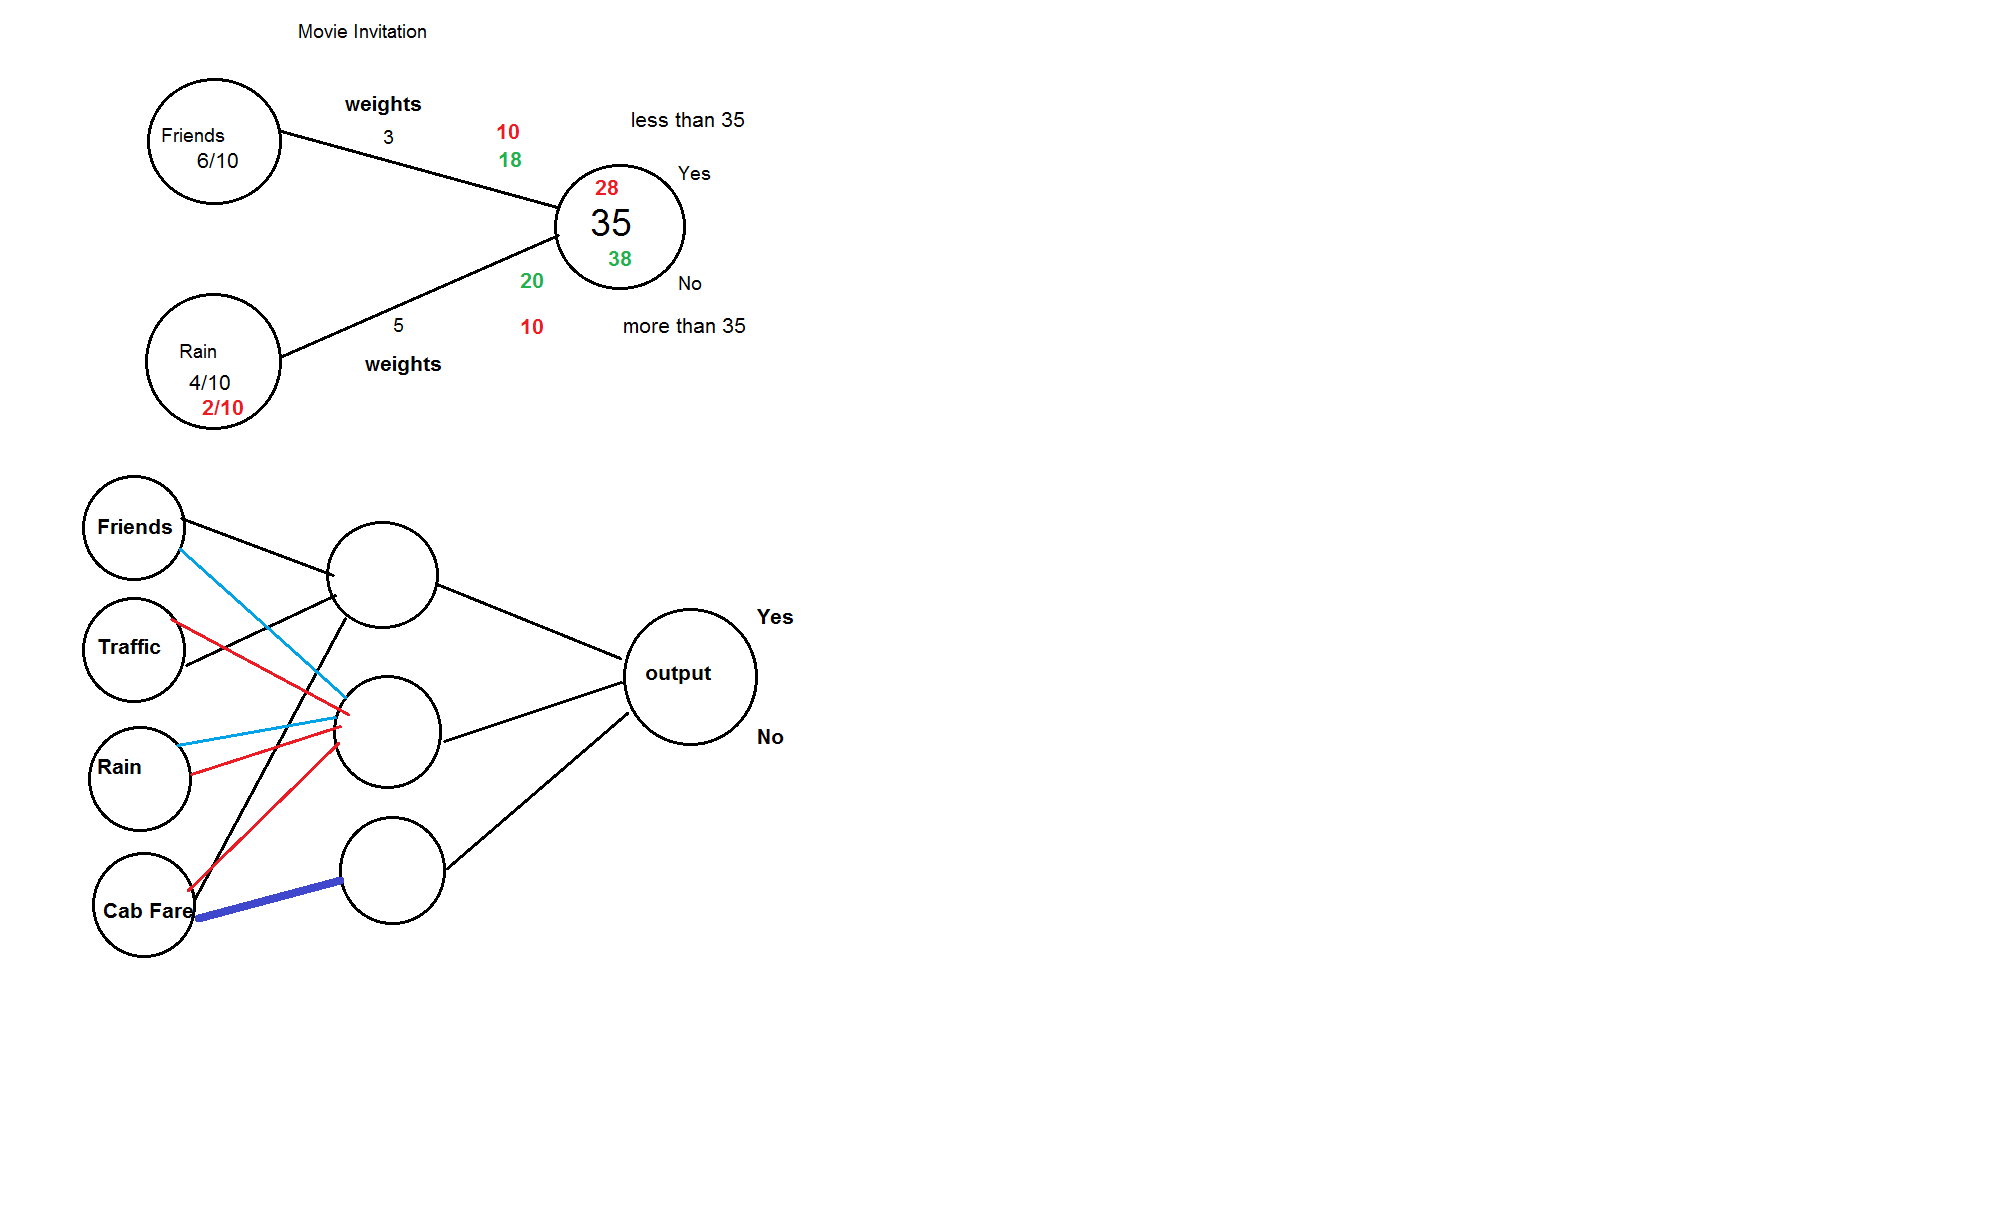 Movie Invitation
weights
3
10
18
less than 35
Friends
6/10
Yes
28
35
38
No
20
10
more than 35
5
weights
Rain
4/10
2/10
Friends
Traffic
Rain
Cab Fare
output
Yes
No